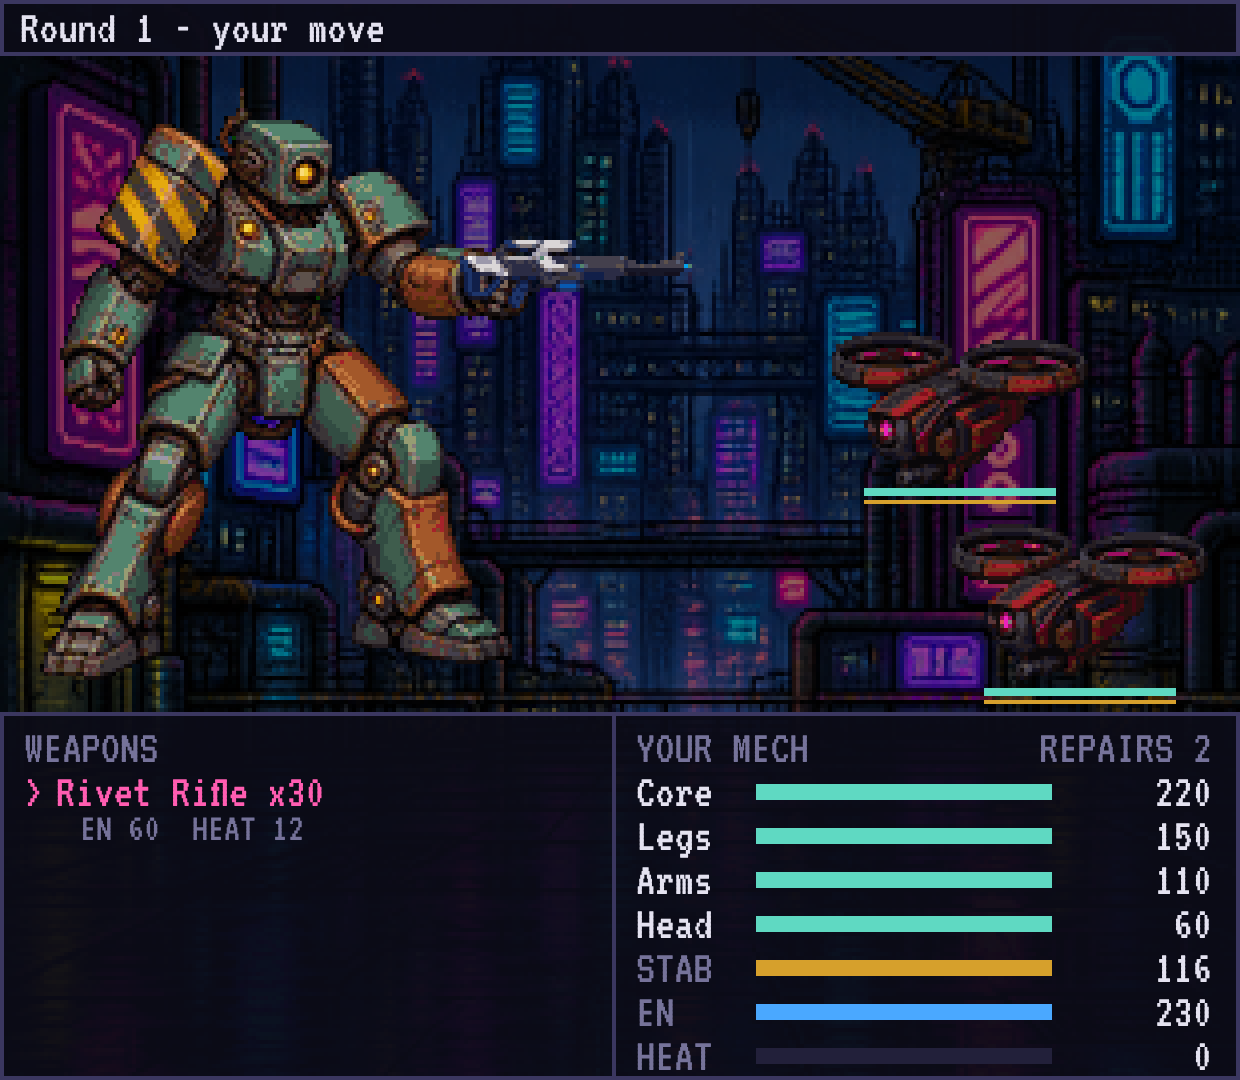 Round 1 - your move
WEAPONS
> Rivet Rifle x30
EN 60 HEAT 12
YOUR MECH REPAIRS 2
Core 220
Legs 150
Arms 110
Head 60
STAB 116
EN 230
HEAT 0